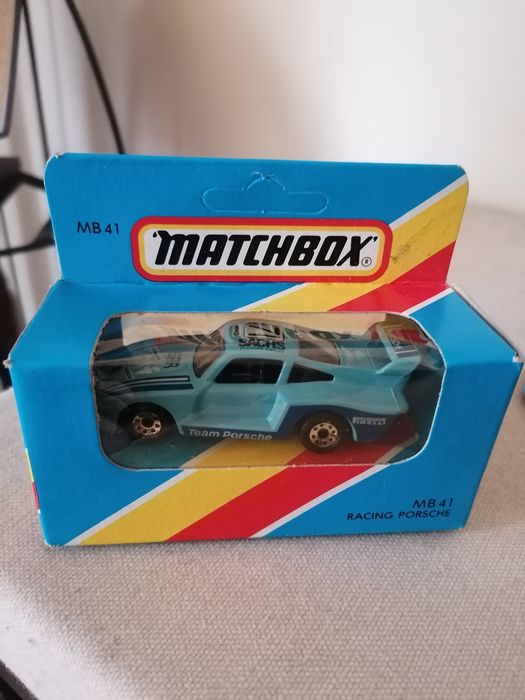 MB 41
'MATCHBOX'®
SACHS
Team Porsche
PIRELLI
MB 41
RACING PORSCHE